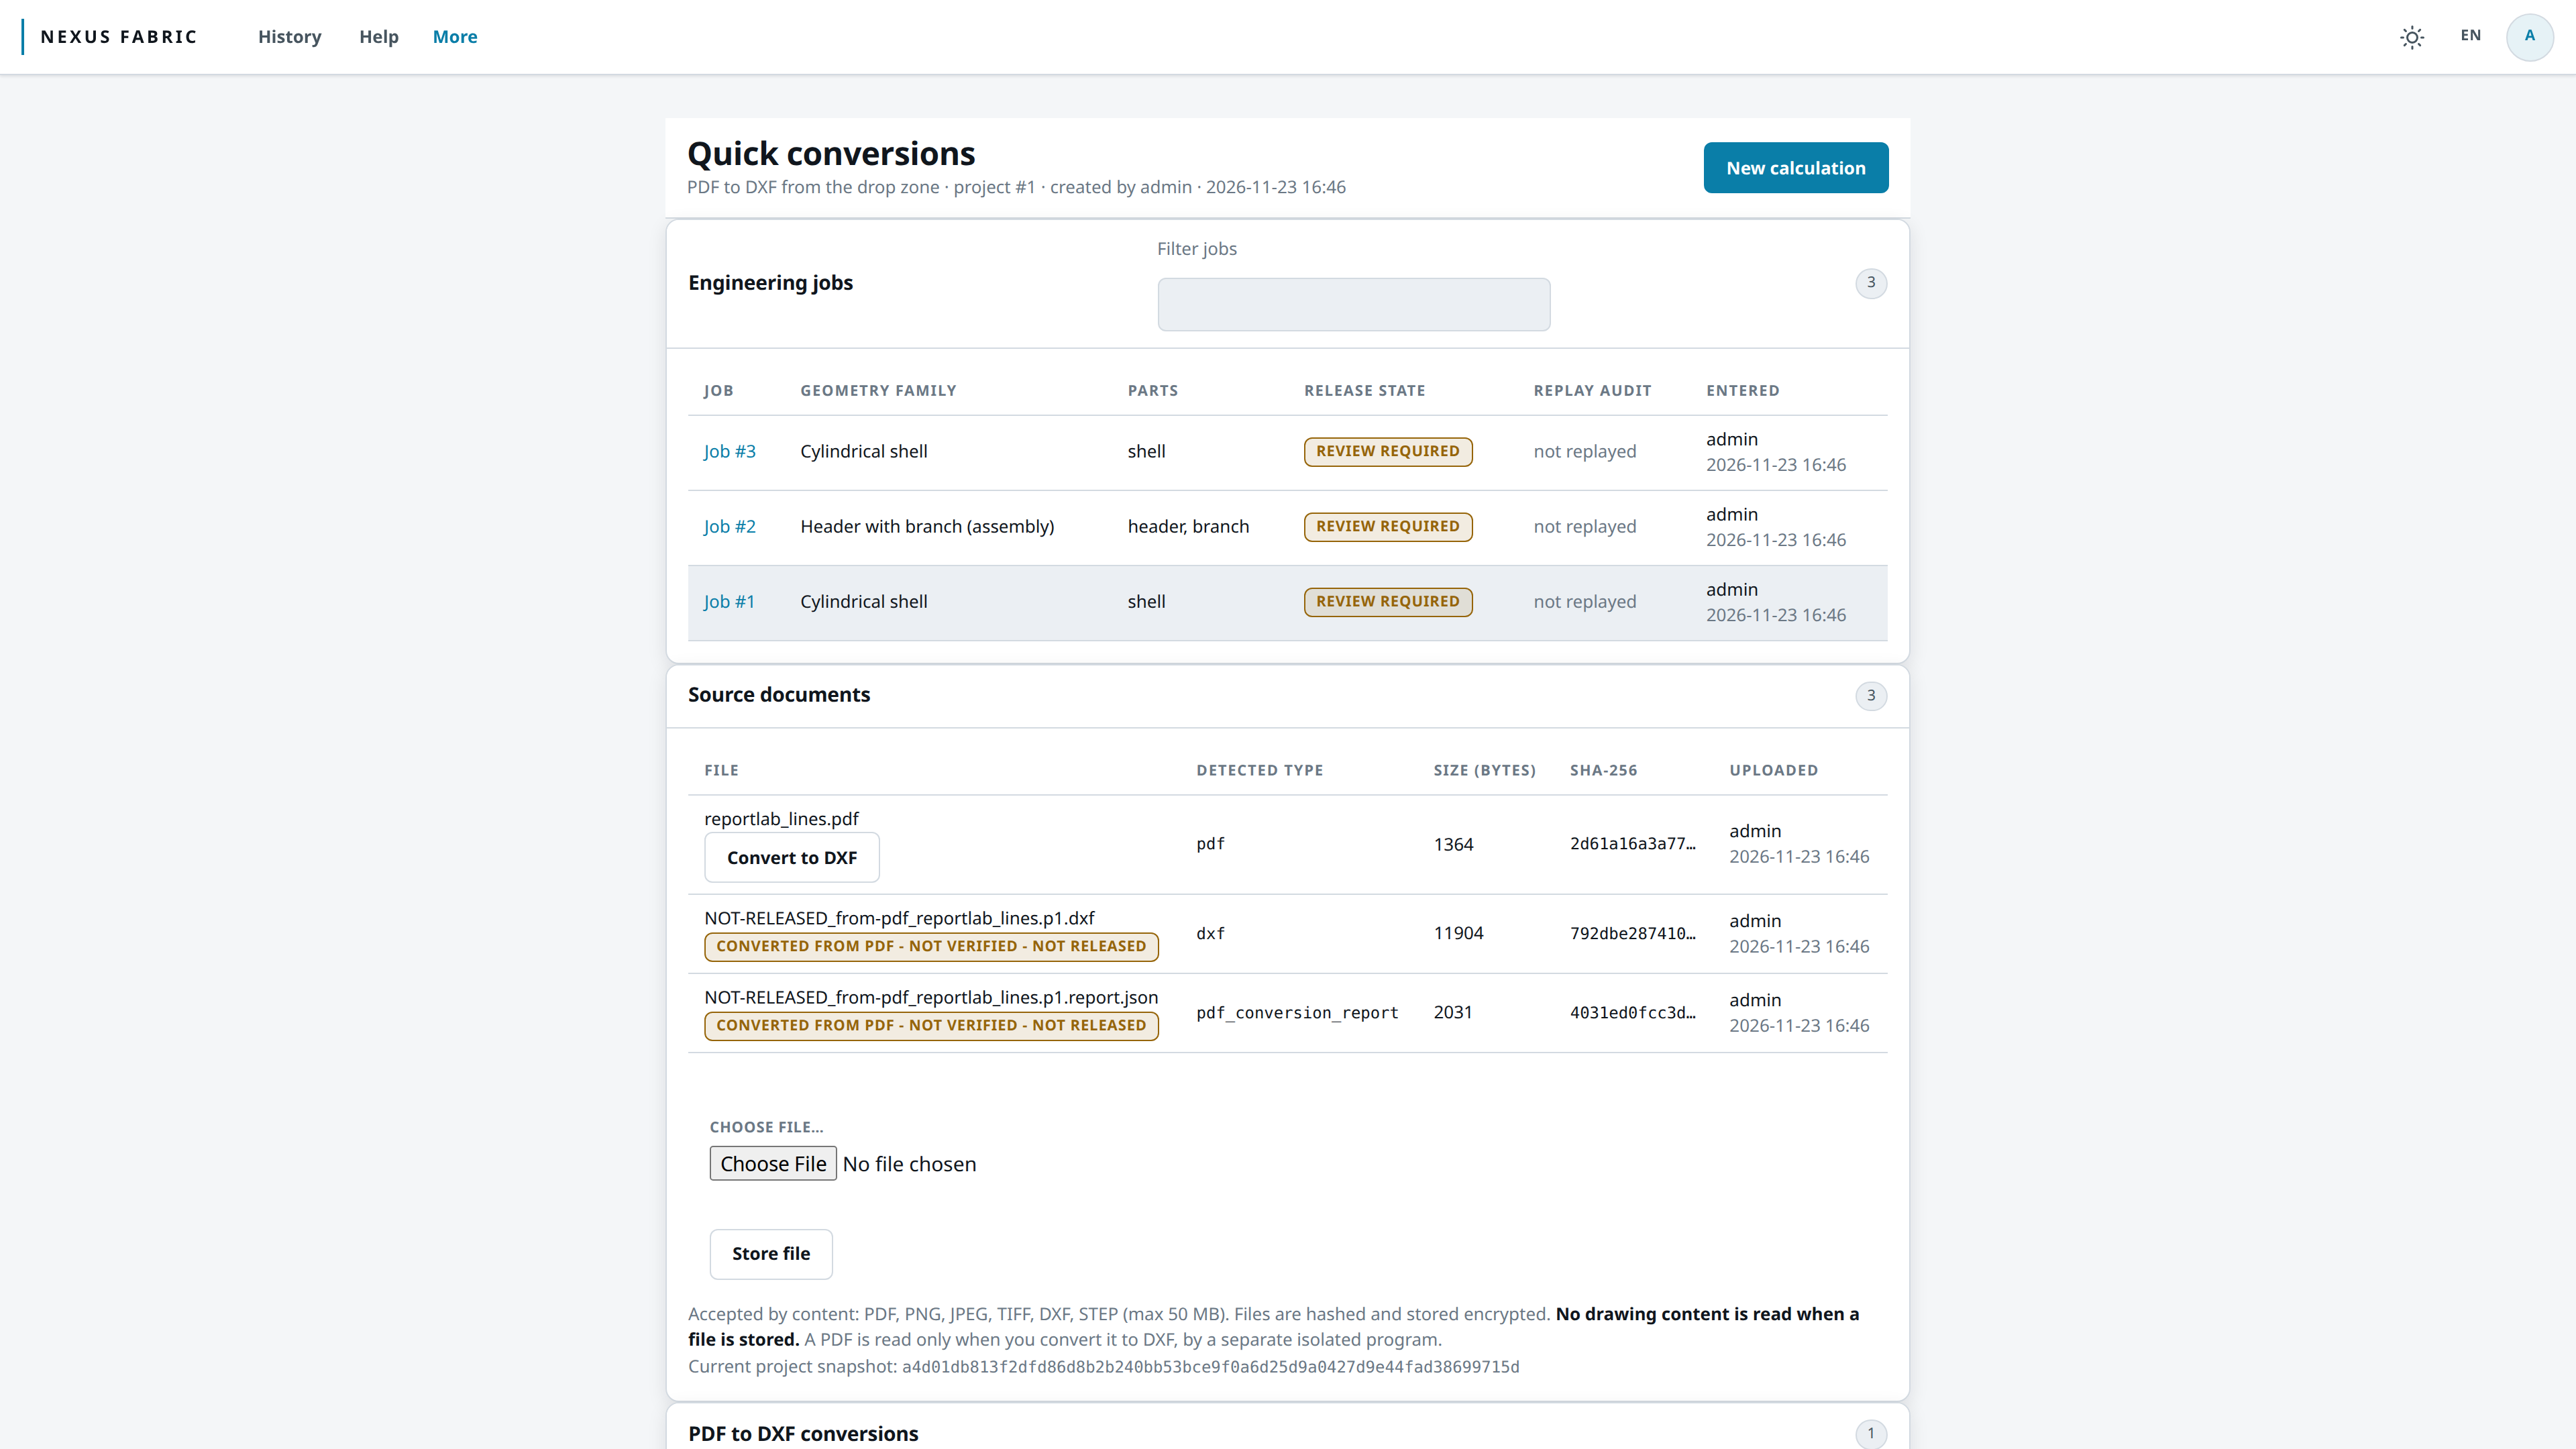 NEXUS FABRIC
History
Help
More
EN
A
Quick conversions
PDF to DXF from the drop zone · project #1 · created by admin · 2026-11-23 16:46
New calculation
Engineering jobs
Filter jobs
3
JOB GEOMETRY FAMILY PARTS RELEASE STATE REPLAY AUDIT ENTERED
Job #3 Cylindrical shell shell REVIEW REQUIRED not replayed admin
2026-11-23 16:46
Job #2 Header with branch (assembly) header, branch REVIEW REQUIRED not replayed admin
2026-11-23 16:46
Job #1 Cylindrical shell shell REVIEW REQUIRED not replayed admin
2026-11-23 16:46
Source documents
3
FILE DETECTED TYPE SIZE (BYTES) SHA-256 UPLOADED
reportlab_lines.pdf
Convert to DXF
pdf 1364 2d61a16a3a77… admin
2026-11-23 16:46
NOT-RELEASED_from-pdf_reportlab_lines.p1.dxf
CONVERTED FROM PDF - NOT VERIFIED - NOT RELEASED
dxf 11904 792dbe287410… admin
2026-11-23 16:46
NOT-RELEASED_from-pdf_reportlab_lines.p1.report.json
CONVERTED FROM PDF - NOT VERIFIED - NOT RELEASED
pdf_conversion_report 2031 4031ed0fcc3d… admin
2026-11-23 16:46
CHOOSE FILE…
Choose File No file chosen
Store file
Accepted by content: PDF, PNG, JPEG, TIFF, DXF, STEP (max 50 MB). Files are hashed and stored encrypted. No drawing content is read when a
file is stored. A PDF is read only when you convert it to DXF, by a separate isolated program.
Current project snapshot: a4d01db813f2dfd86d8b2b240bb53bce9f0a6d25d9a0427d9e44fad38699715d
PDF to DXF conversions
1